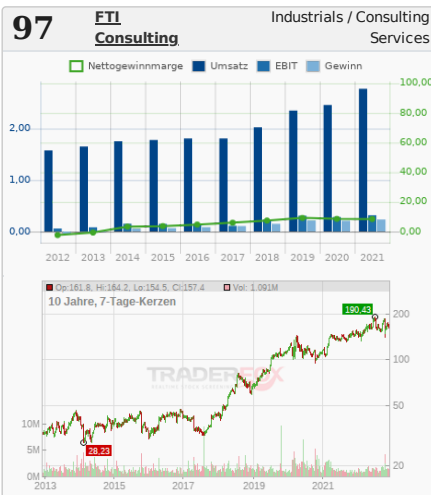 97
FTI
Consulting
Industrials / Consulting
Services
Nettogewinnmarge Umsatz EBIT Gewinn
100,00
80,00
2,00
60,00
40,00
1,00
20,00
0,00 0,00
2012 2013 2014 2015 2016 2017 2018 2019 2020 2021
Op:161.8, Hi:164.2, Lo:154.5, Cl:157.4 Vol: 1.091M
10 Jahre, 7-Tage-Kerzen
190,43
200
TRADERFOX
100
50
10M
28,23
5M
20
0M
2013 2015 2017 2019 2021